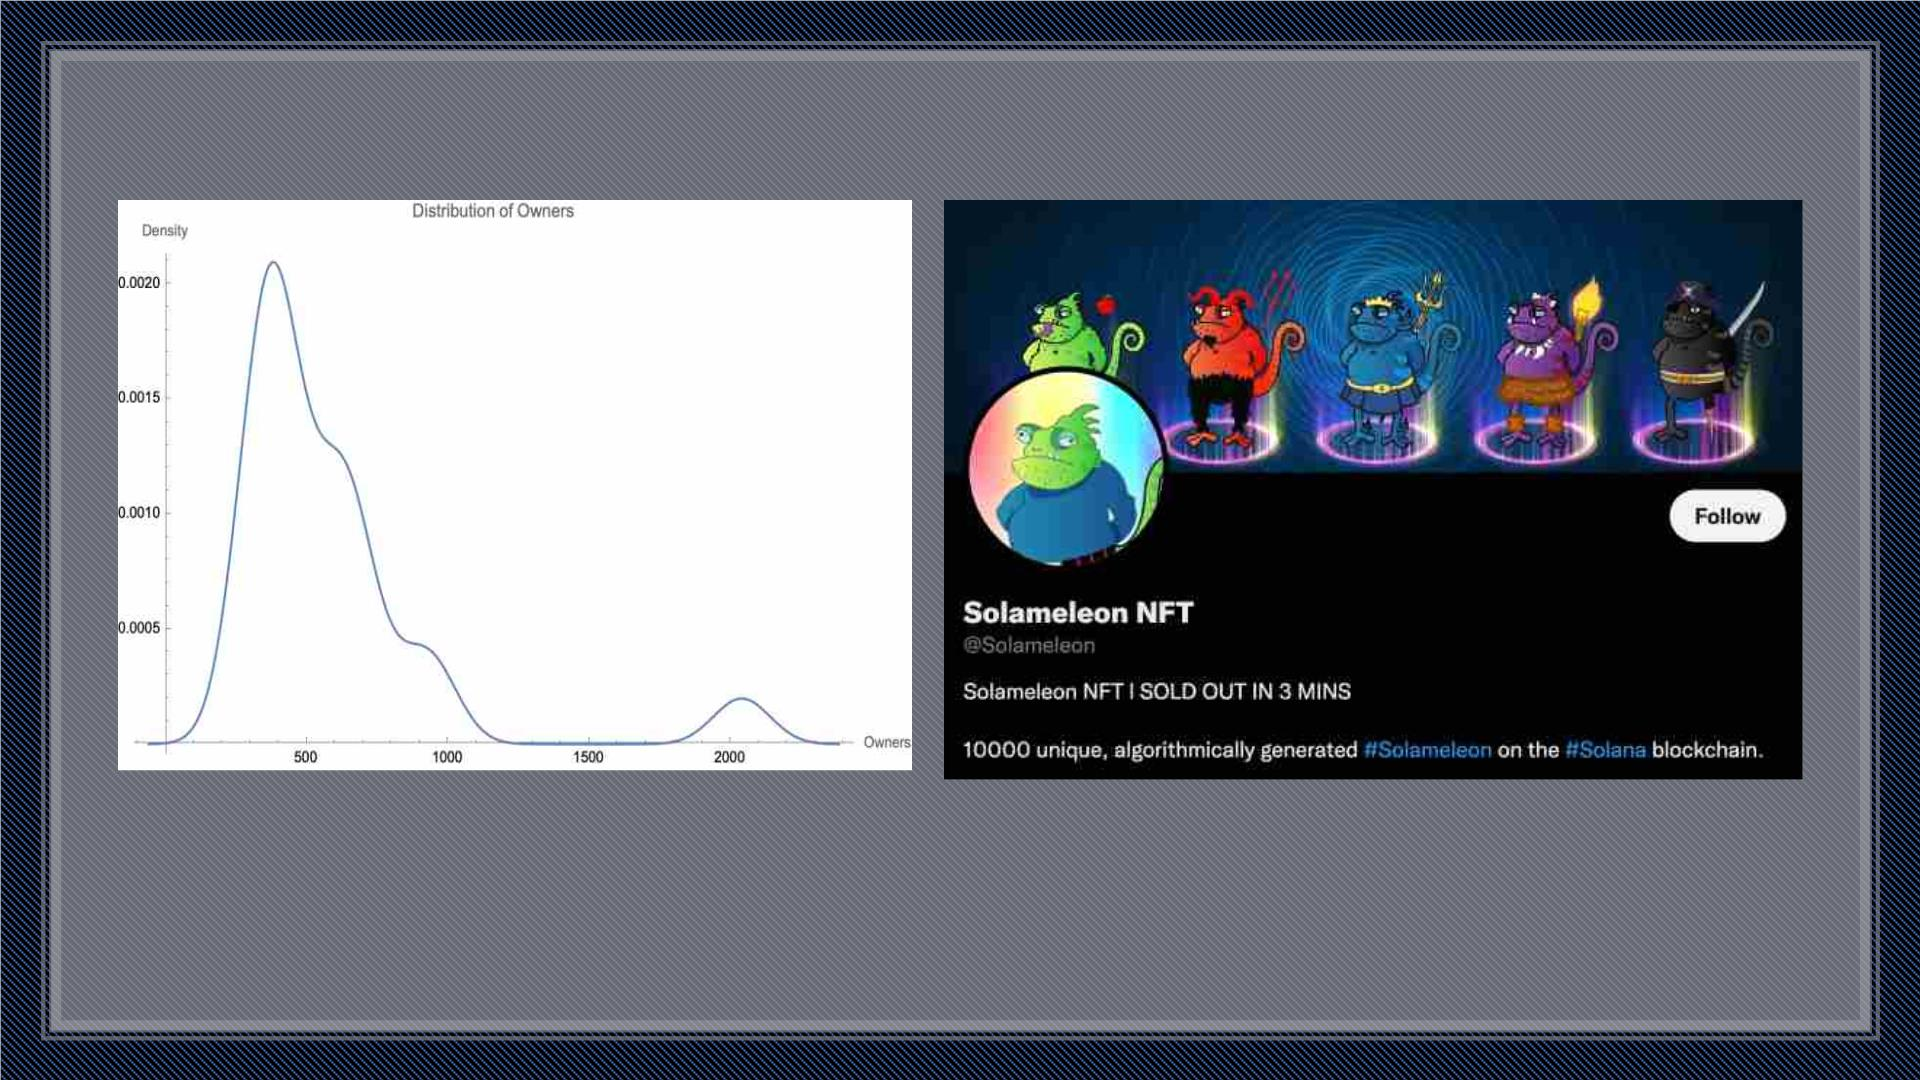 Distribution of Owners
Density
0.0020
0.0015
0.0010
0.0005
500 1000 1500 2000
Owners
Follow
Solameleon NFT
@Solameleon
Solameleon NFT I SOLD OUT IN 3 MINS
10000 unique, algorithmically generated #Solameleon on the #Solana blockchain.